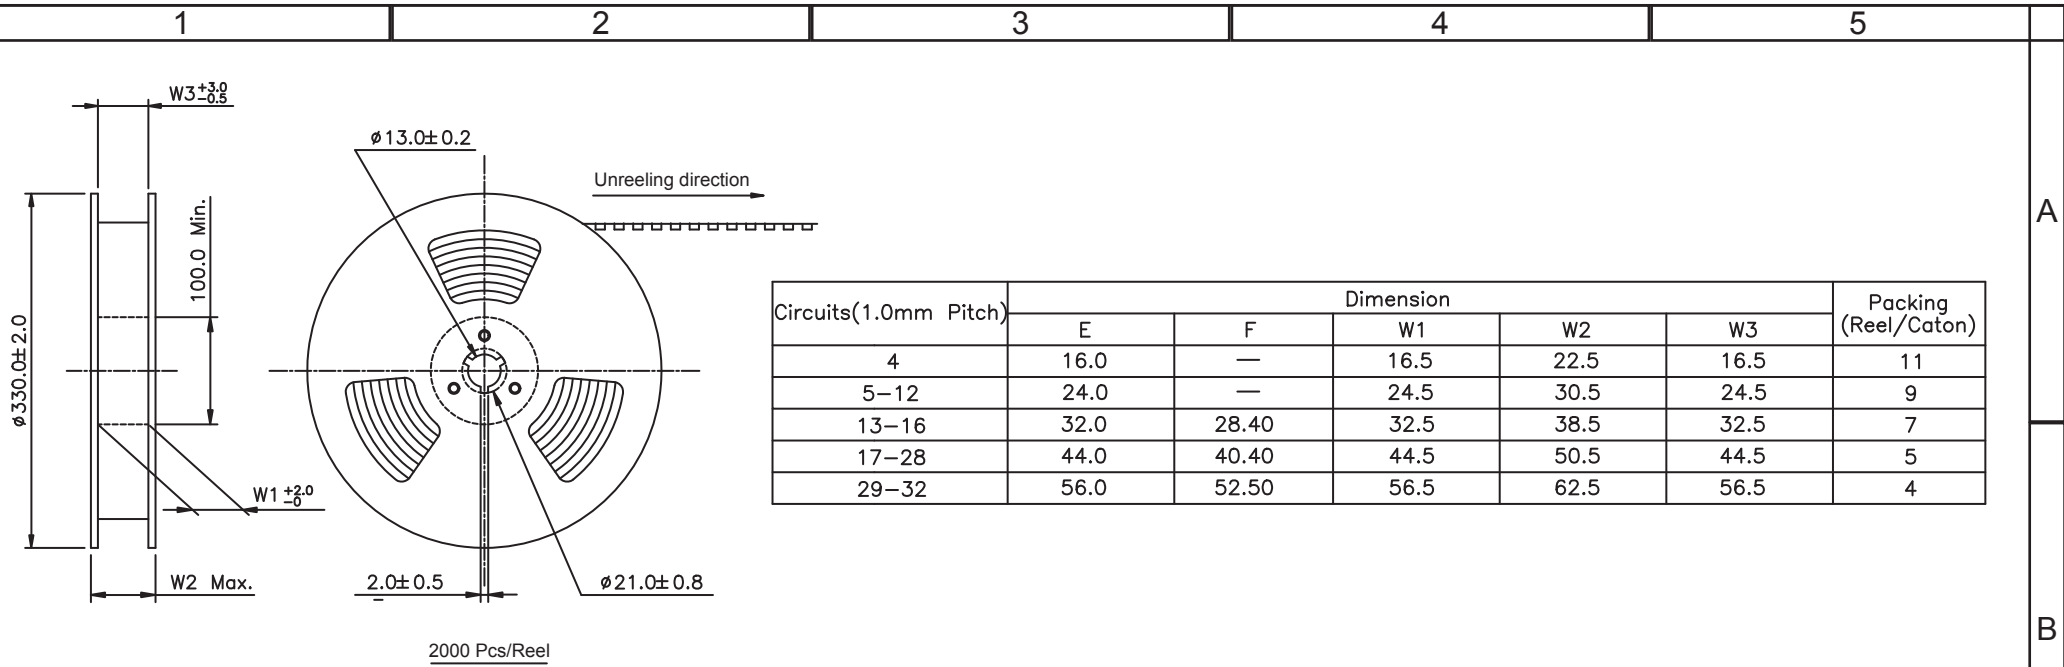 1 2 3 4 5
W3 +3.0 -0.5
ø13.0±0.2
Unreeling direction
100.0 Min.
ø330.0±2.0
A
Circuits(1.0mm Pitch) Dimension Packing (Reel/Caton)
E F W1 W2 W3
4 16.0 — 16.5 22.5 16.5 11
5-12 24.0 — 24.5 30.5 24.5 9
13-16 32.0 28.40 32.5 38.5 32.5 7
17-28 44.0 40.40 44.5 50.5 44.5 5
29-32 56.0 52.50 56.5 62.5 56.5 4
W1 +2.0 -0
W2 Max.
2.0±0.5
ø21.0±0.8
B
2000 Pcs/Reel